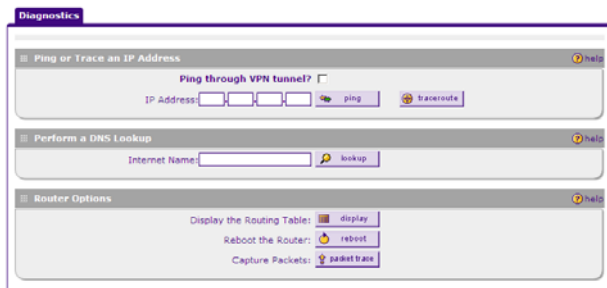 Diagnostics
Ping or Trace an IP Address
help
Ping through VPN tunnel?
IP Address: . . . ping traceroute
Perform a DNS Lookup
help
Internet Name: lookup
Router Options
help
Display the Routing Table: display
Reboot the Router: reboot
Capture Packets: packet trace